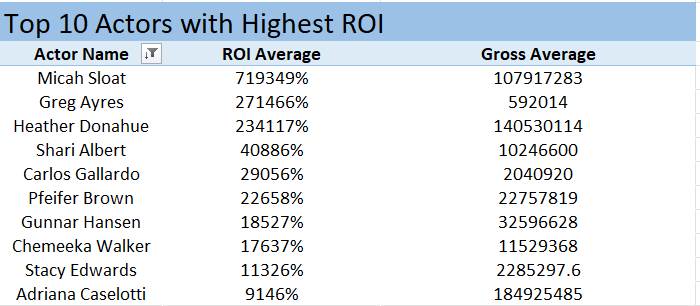 Top 10 Actors with Highest ROI
Actor Name ROI Average Gross Average
Micah Sloat 719349% 107917283
Greg Ayres 271466% 592014
Heather Donahue 234117% 140530114
Shari Albert 40886% 10246600
Carlos Gallardo 29056% 2040920
Pfeifer Brown 22658% 22757819
Gunnar Hansen 18527% 32596628
Chemeeka Walker 17637% 11529368
Stacy Edwards 11326% 2285297.6
Adriana Caselotti 9146% 184925485